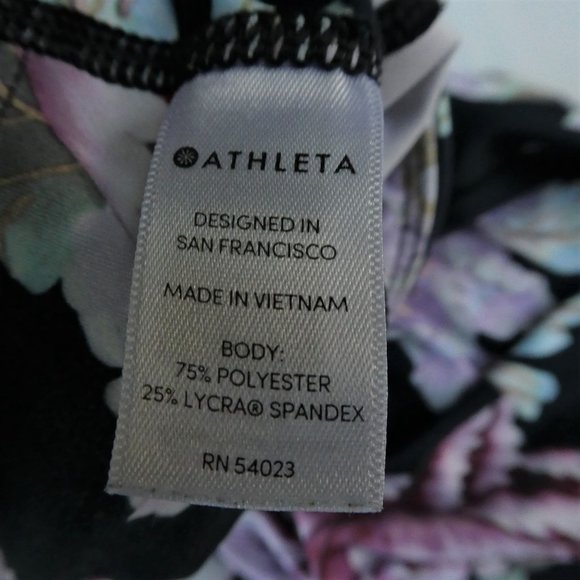 ATHLETA
DESIGNED IN
SAN FRANCISCO
MADE IN VIETNAM
BODY:
75% POLYESTER
25% LYCRA® SPANDEX
RN 54023